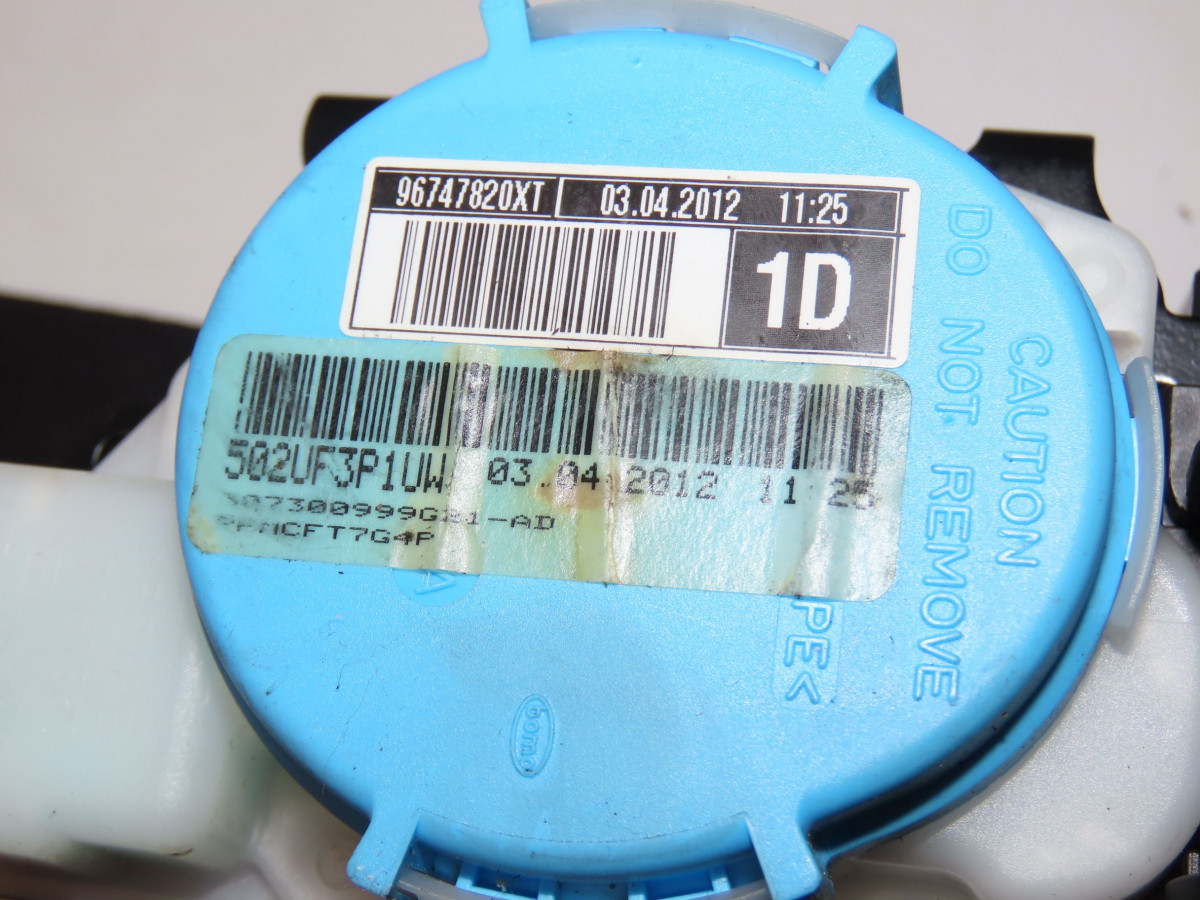 96747820XT 03.04.2012 11:25
1D
502UF3P1UW 03.04 2012 11 25
CAUTION
DO NOT REMOVE
PE<